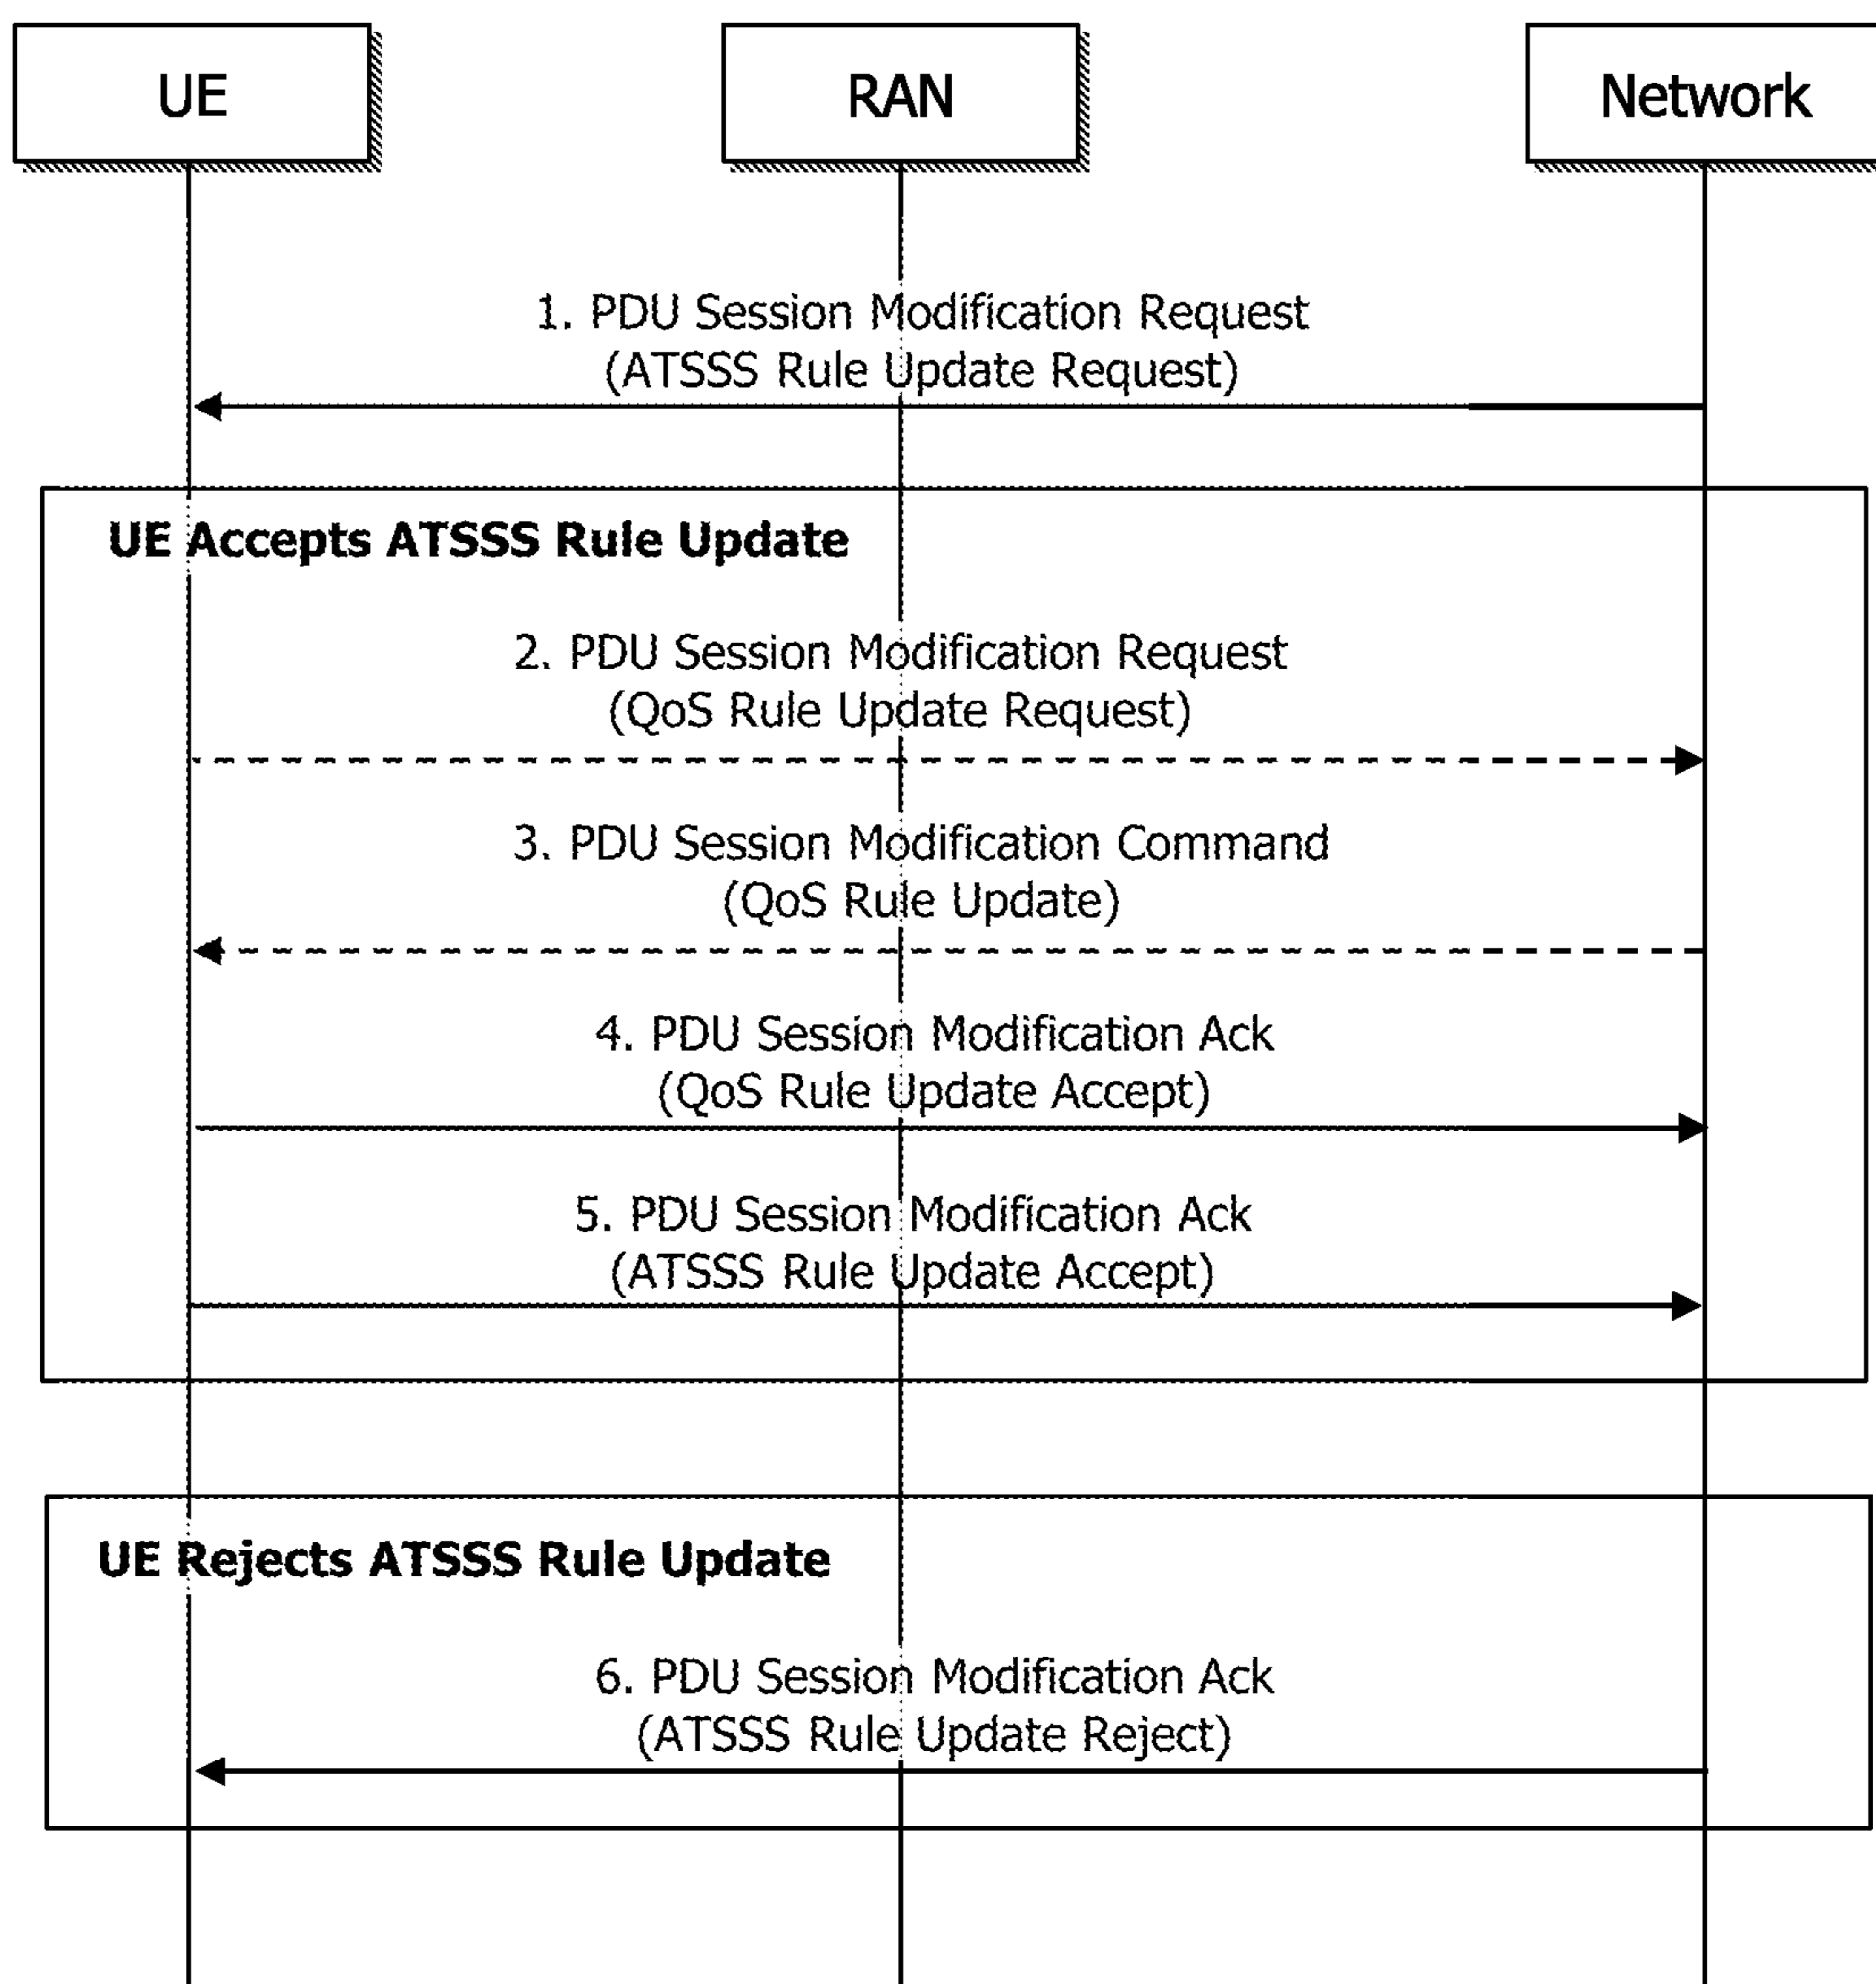 UE
RAN
Network
1. PDU Session Modification Request
(ATSSS Rule Update Request)
UE Accepts ATSSS Rule Update
2. PDU Session Modification Request
(QoS Rule Update Request)
3. PDU Session Modification Command
(QoS Rule Update)
4. PDU Session Modification Ack
(QoS Rule Update Accept)
5. PDU Session Modification Ack
(ATSSS Rule Update Accept)
UE Rejects ATSSS Rule Update
6. PDU Session Modification Ack
(ATSSS Rule Update Reject)